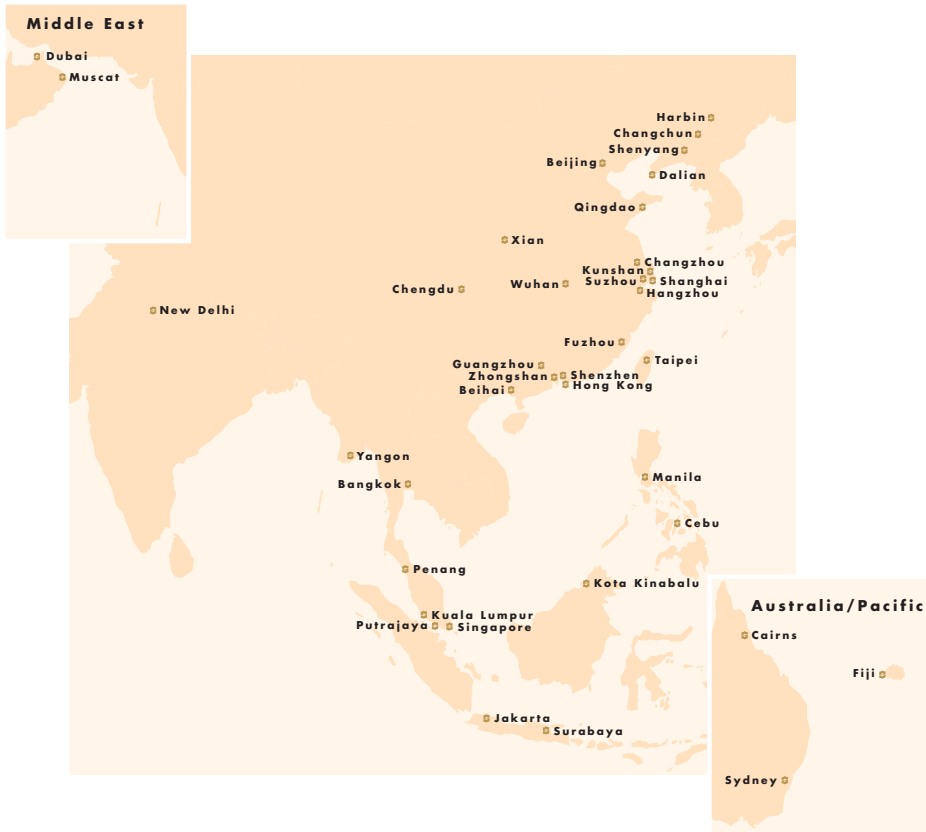 Middle East
Dubai
Muscat
Harbin
Changchun
Shenyang
Beijing
Dalian
Qingdao
Xian
Changzhou
Kunshan
Suzhou
Shanghai
Wuhan
Chengdu
Hangzhou
New Delhi
Fuzhou
Taipei
Guangzhou
Zhongshan
Shenzhen
Hong Kong
Beihai
Yangon
Manila
Bangkok
Cebu
Penang
Kota Kinabalu
Kuala Lumpur
Putrajaya
Singapore
Jakarta
Surabaya
Australia/Pacific
Cairns
Fiji
Sydney